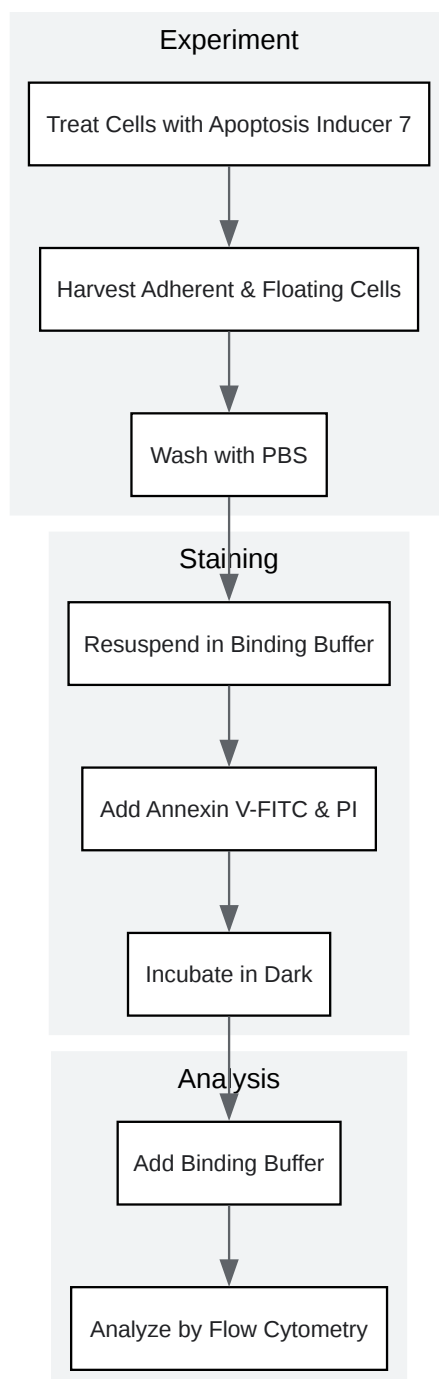 Experiment
Treat Cells with Apoptosis Inducer 7
Harvest Adherent & Floating Cells
Wash with PBS
Staining
Resuspend in Binding Buffer
Add Annexin V-FITC & PI
Incubate in Dark
Analysis
Add Binding Buffer
Analyze by Flow Cytometry